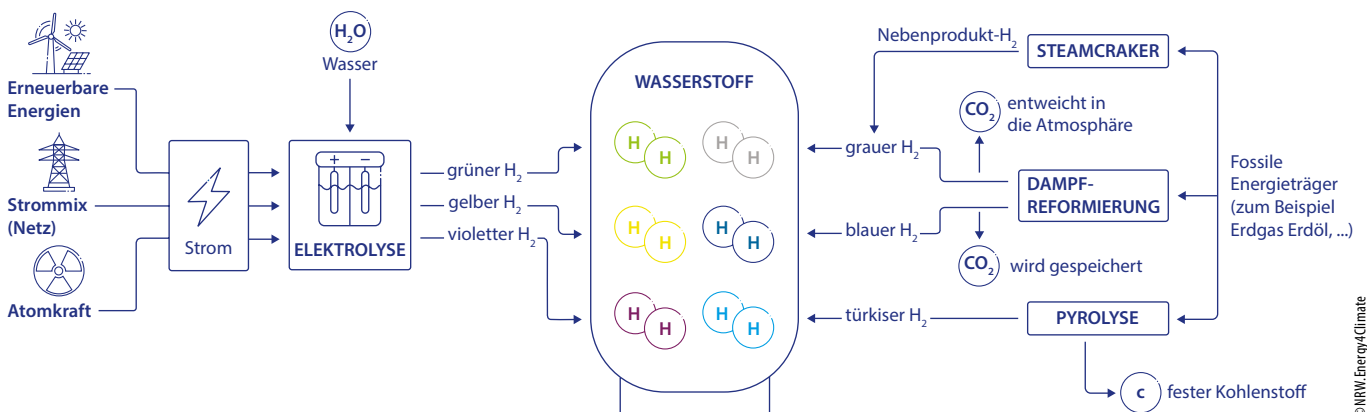 Erneuerbare
Energien
Strommix
(Netz)
Atomkraft
Strom
H₂O
Wasser
+ −
ELEKTROLYSE
grüner H₂
gelber H₂
violetter H₂
WASSERSTOFF
H H
H H
H H
H H
H H
H H
Nebenprodukt-H₂
STEAMCRAKER
CO₂ entweicht in
die Atmosphäre
grauer H₂
DAMPF-
REFORMIERUNG
blauer H₂
CO₂ wird gespeichert
türkiser H₂
PYROLYSE
c fester Kohlenstoff
Fossile
Energieträger
(zum Beispiel
Erdgas Erdöl, ...)
©NRW.Energy4Climate